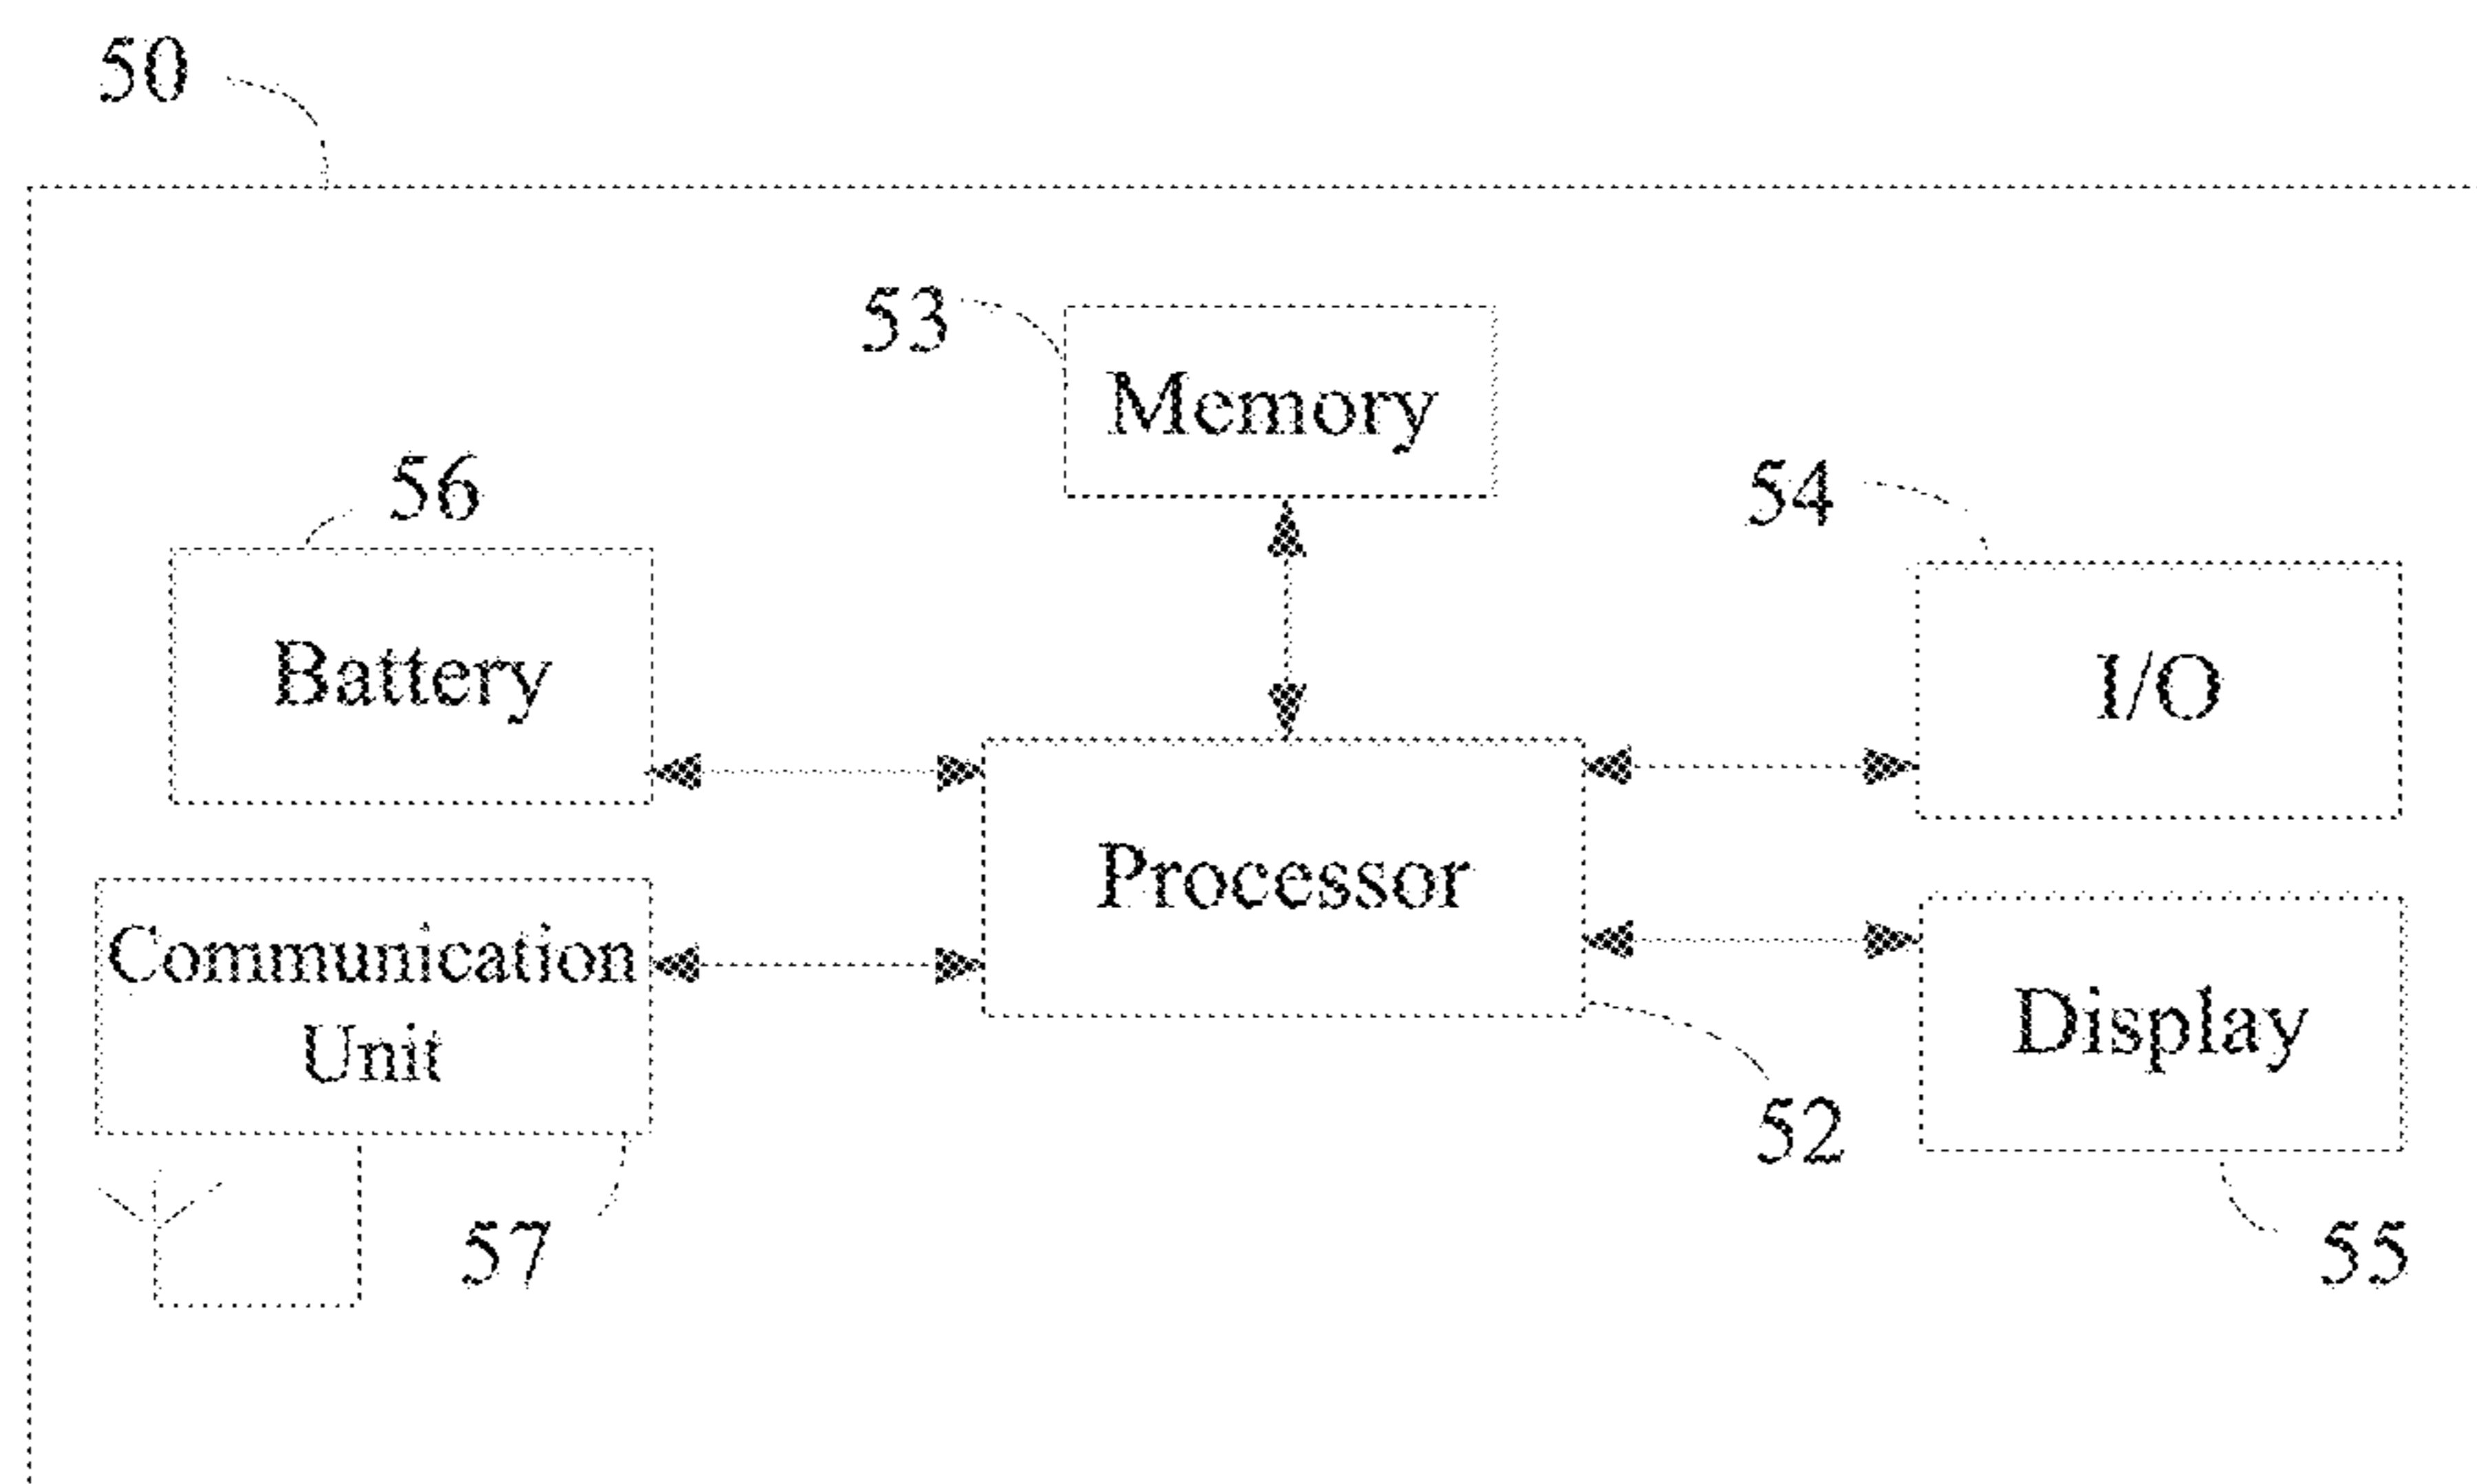 50
53
Memory
56
54
Battery
I/O
Processor
Communication
Unit
Display
52
57
55